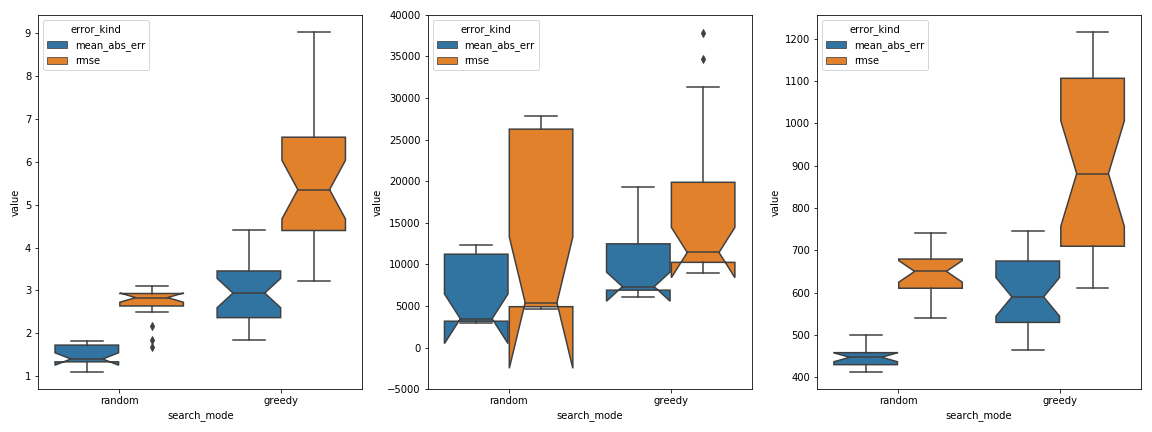 error_kind
mean_abs_err
rmse
9
8
7
6
5
4
3
2
1
value
random
greedy
search_mode
error_kind
mean_abs_err
rmse
40000
35000
30000
25000
20000
15000
10000
5000
0
−5000
value
random
greedy
search_mode
error_kind
mean_abs_err
rmse
1200
1100
1000
900
800
700
600
500
400
value
random
greedy
search_mode